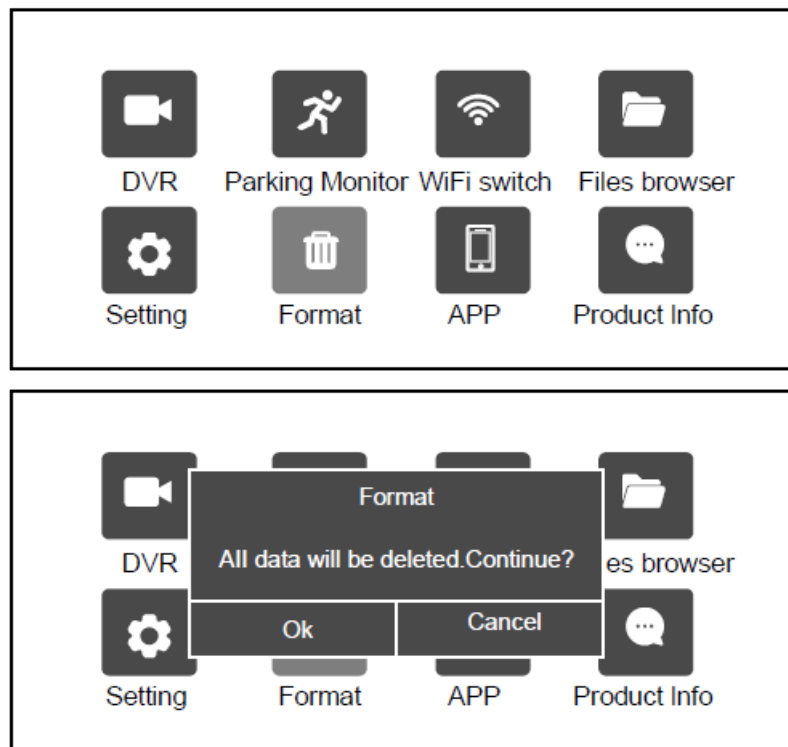 DVR Parking Monitor WiFi switch Files browser
Setting Format APP Product Info
Format
All data will be deleted.Continue?
DVR es browser
Ok Cancel
Setting Format APP Product Info